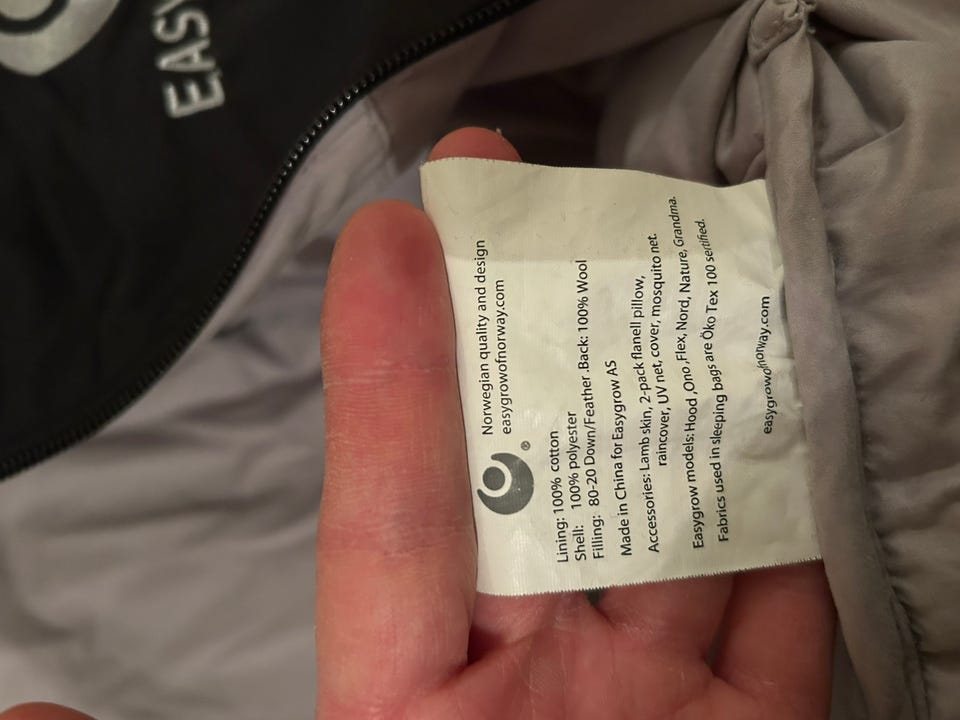 EASY
Norwegian quality and design
easygrowofnorway.com
®
Lining: 100% cotton
Shell: 100% polyester
Filling: 80-20 Down/Feather .Back: 100% Wool
Made in China for Easygrow AS
Accessories: Lamb skin, 2-pack flanell pillow,
raincover, UV net, cover, mosquito net.
Easygrow models: Hood ,Ono ,Flex, Nord, Nature, Grandma.
Fabrics used in sleeping bags are Öko Tex 100 sertified.
easygrowofnorway.com